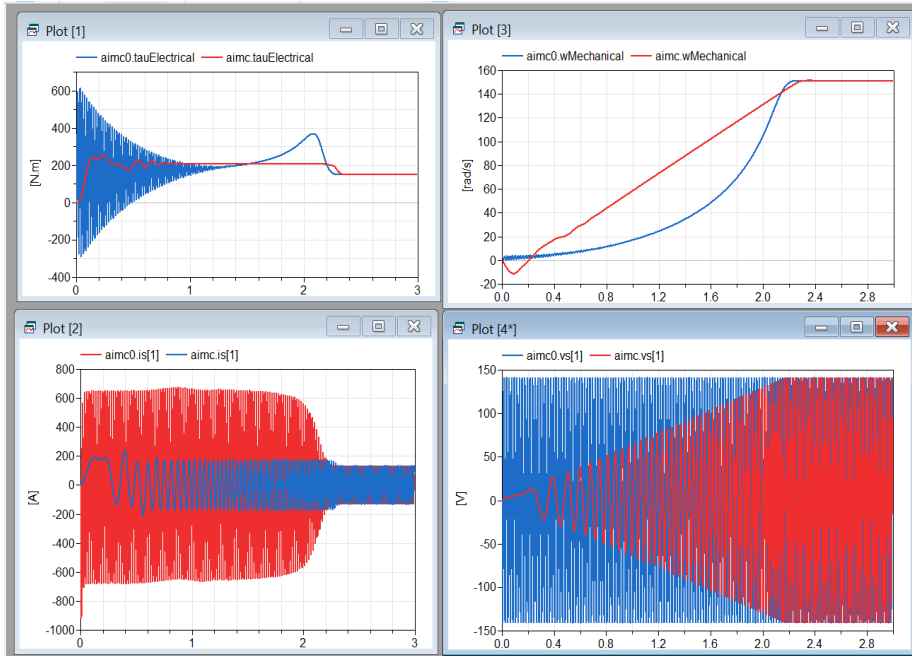 Plot [1]
aimc0.tauElectrical aimc.tauElectrical
600
400
200
0
-200
-400
[N.m]
0 1 2 3
Plot [3]
aimc0.wMechanical aimc.wMechanical
160
140
120
100
80
60
40
20
0
-20
[rad/s]
0.0 0.4 0.8 1.2 1.6 2.0 2.4 2.8
Plot [2]
aimc0.is[1] aimc.is[1]
800
600
400
200
0
-200
-400
-600
-800
-1000
[A]
0 1 2 3
Plot [4*]
aimc0.vs[1] aimc.vs[1]
150
100
50
0
-50
-100
-150
[V]
0.0 0.4 0.8 1.2 1.6 2.0 2.4 2.8